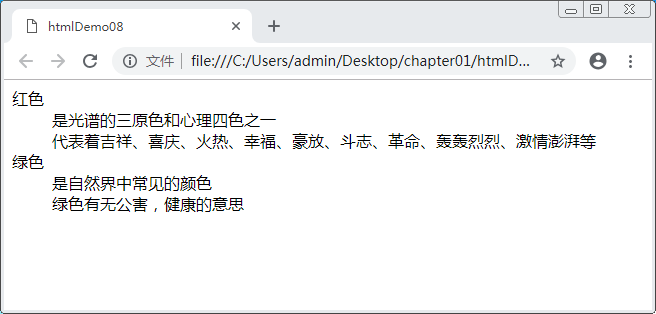 htmlDemo08
文件 file:///C:/Users/admin/Desktop/chapter01/htmlD...
红色
是光谱的三原色和心理四色之一
代表着吉祥、喜庆、火热、幸福、豪放、斗志、革命、轰轰烈烈、激情澎湃等
绿色
是自然界中常见的颜色
绿色有无公害，健康的意思